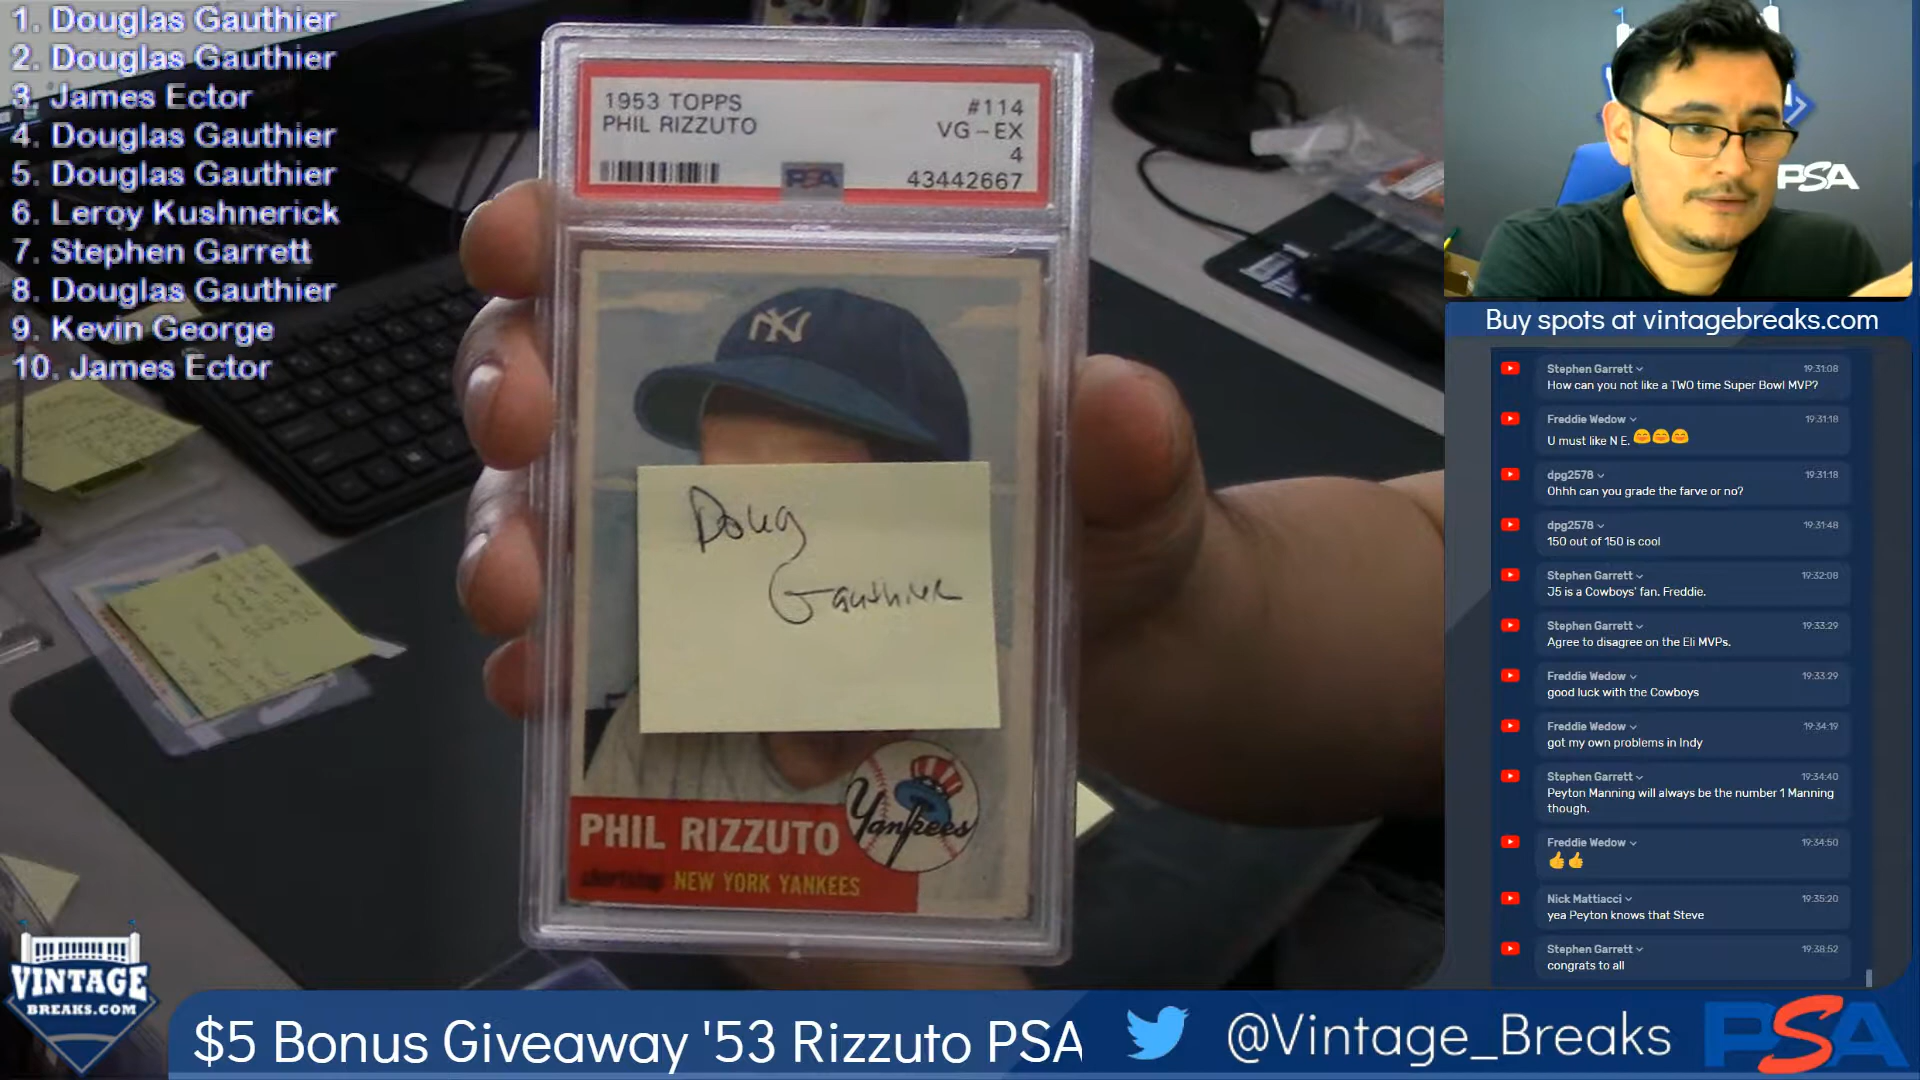 1. Douglas Gauthier
2. Douglas Gauthier
3. James Ector
4. Douglas Gauthier
5. Douglas Gauthier
6. Leroy Kushnerick
7. Stephen Garrett
8. Douglas Gauthier
9. Kevin George
10. James Ector
1953 TOPPS #114
PHIL RIZZUTO VG-EX
4
PSA 43442667
NY
Doug
Gauthier
Yankees
PHIL RIZZUTO
shortstop NEW YORK YANKEES
PSA
Buy spots at vintagebreaks.com
Stephen Garrett 19:31:08
How can you not like a TWO time Super Bowl MVP?
Freddie Wedow 19:31:18
U must like N E. 😁😁😁
dpg2578 19:31:18
Ohhh can you grade the farve or no?
dpg2578 19:31:48
150 out of 150 is cool
Stephen Garrett 19:32:08
J5 is a Cowboys' fan. Freddie.
Stephen Garrett 19:33:29
Agree to disagree on the Eli MVPs.
Freddie Wedow 19:33:29
good luck with the Cowboys
Freddie Wedow 19:34:19
got my own problems in Indy
Stephen Garrett 19:34:40
Peyton Manning will always be the number 1 Manning
though.
Freddie Wedow 19:34:50
👍👍
Nick Mattiacci 19:35:20
yea Peyton knows that Steve
Stephen Garrett 19:38:52
congrats to all
VINTAGE
BREAKS.COM
$5 Bonus Giveaway '53 Rizzuto PSA
@Vintage_Breaks PSA